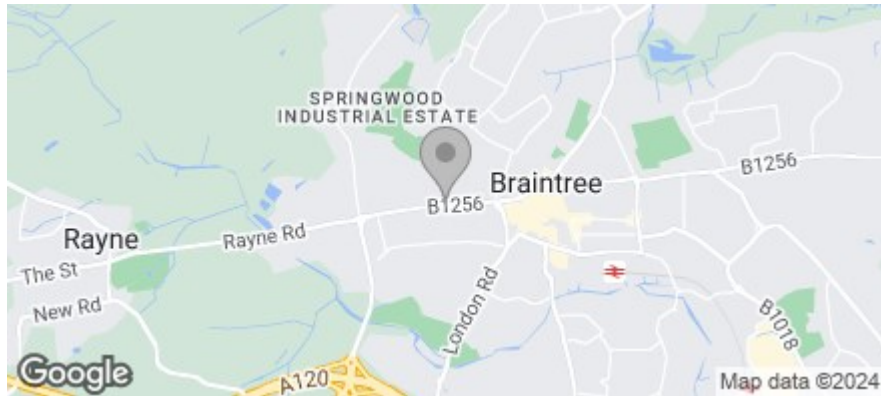 SPRINGWOOD
INDUSTRIAL ESTATE
Braintree
B1256
B1256
Rayne Rd
Rayne
The St
New Rd
London Rd
B1018
A120
Google
Map data ©2024